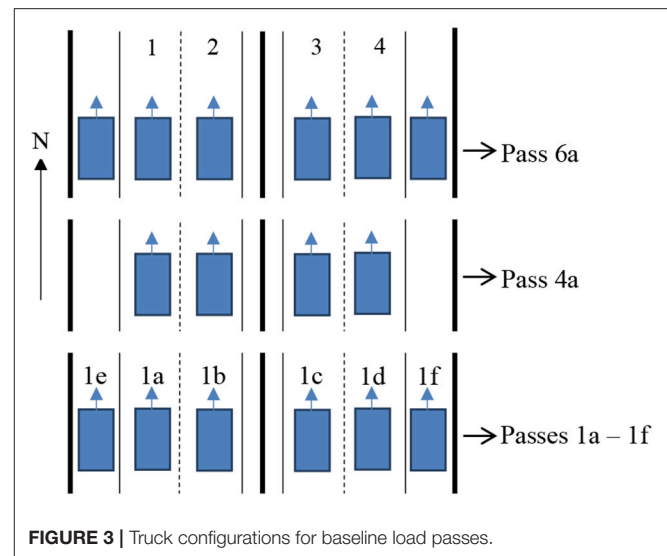 1 2 3 4
N
Pass 6a
Pass 4a
1e 1a 1b 1c 1d 1f
Passes 1a – 1f
FIGURE 3 | Truck configurations for baseline load passes.